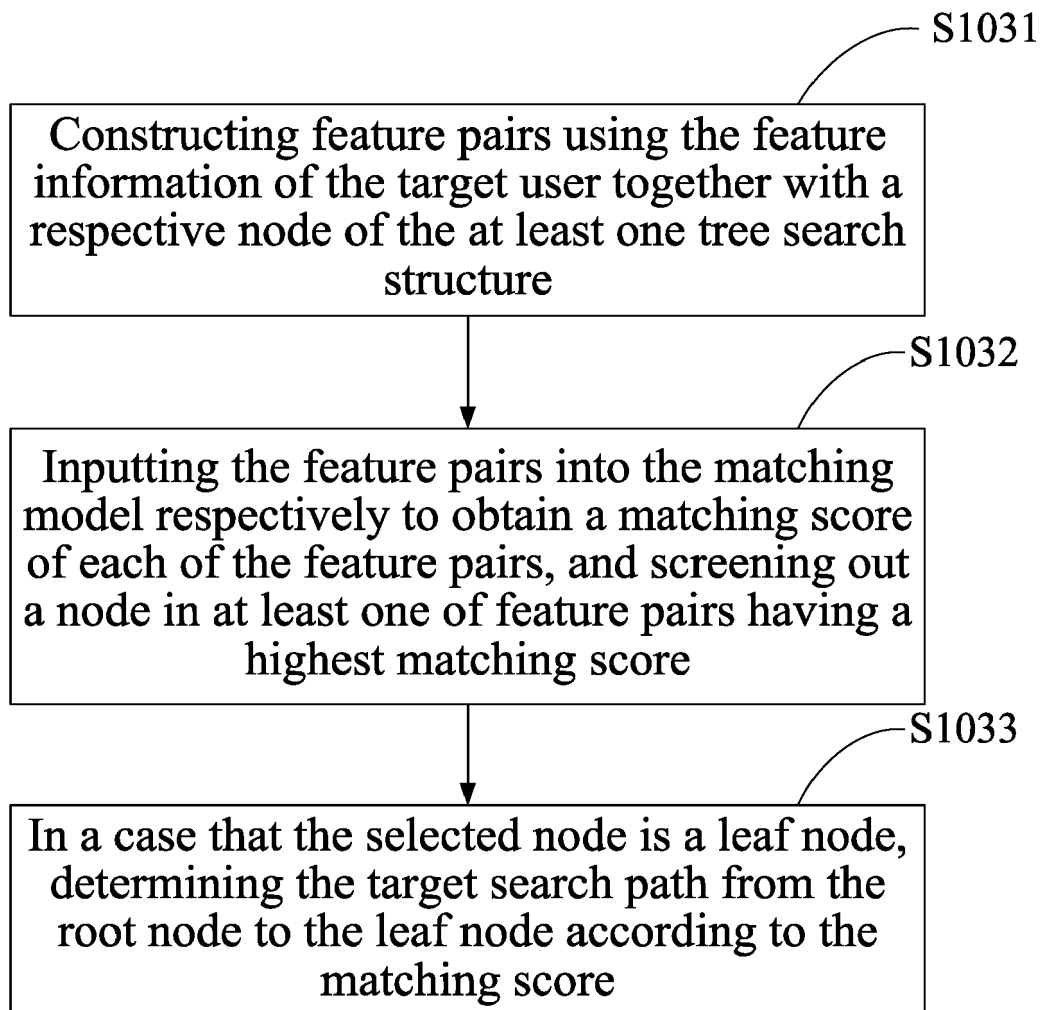 S1031
Constructing feature pairs using the feature
information of the target user together with a
respective node of the at least one tree search
structure
S1032
Inputting the feature pairs into the matching
model respectively to obtain a matching score
of each of the feature pairs, and screening out
a node in at least one of feature pairs having a
highest matching score
S1033
In a case that the selected node is a leaf node,
determining the target search path from the
root node to the leaf node according to the
matching score